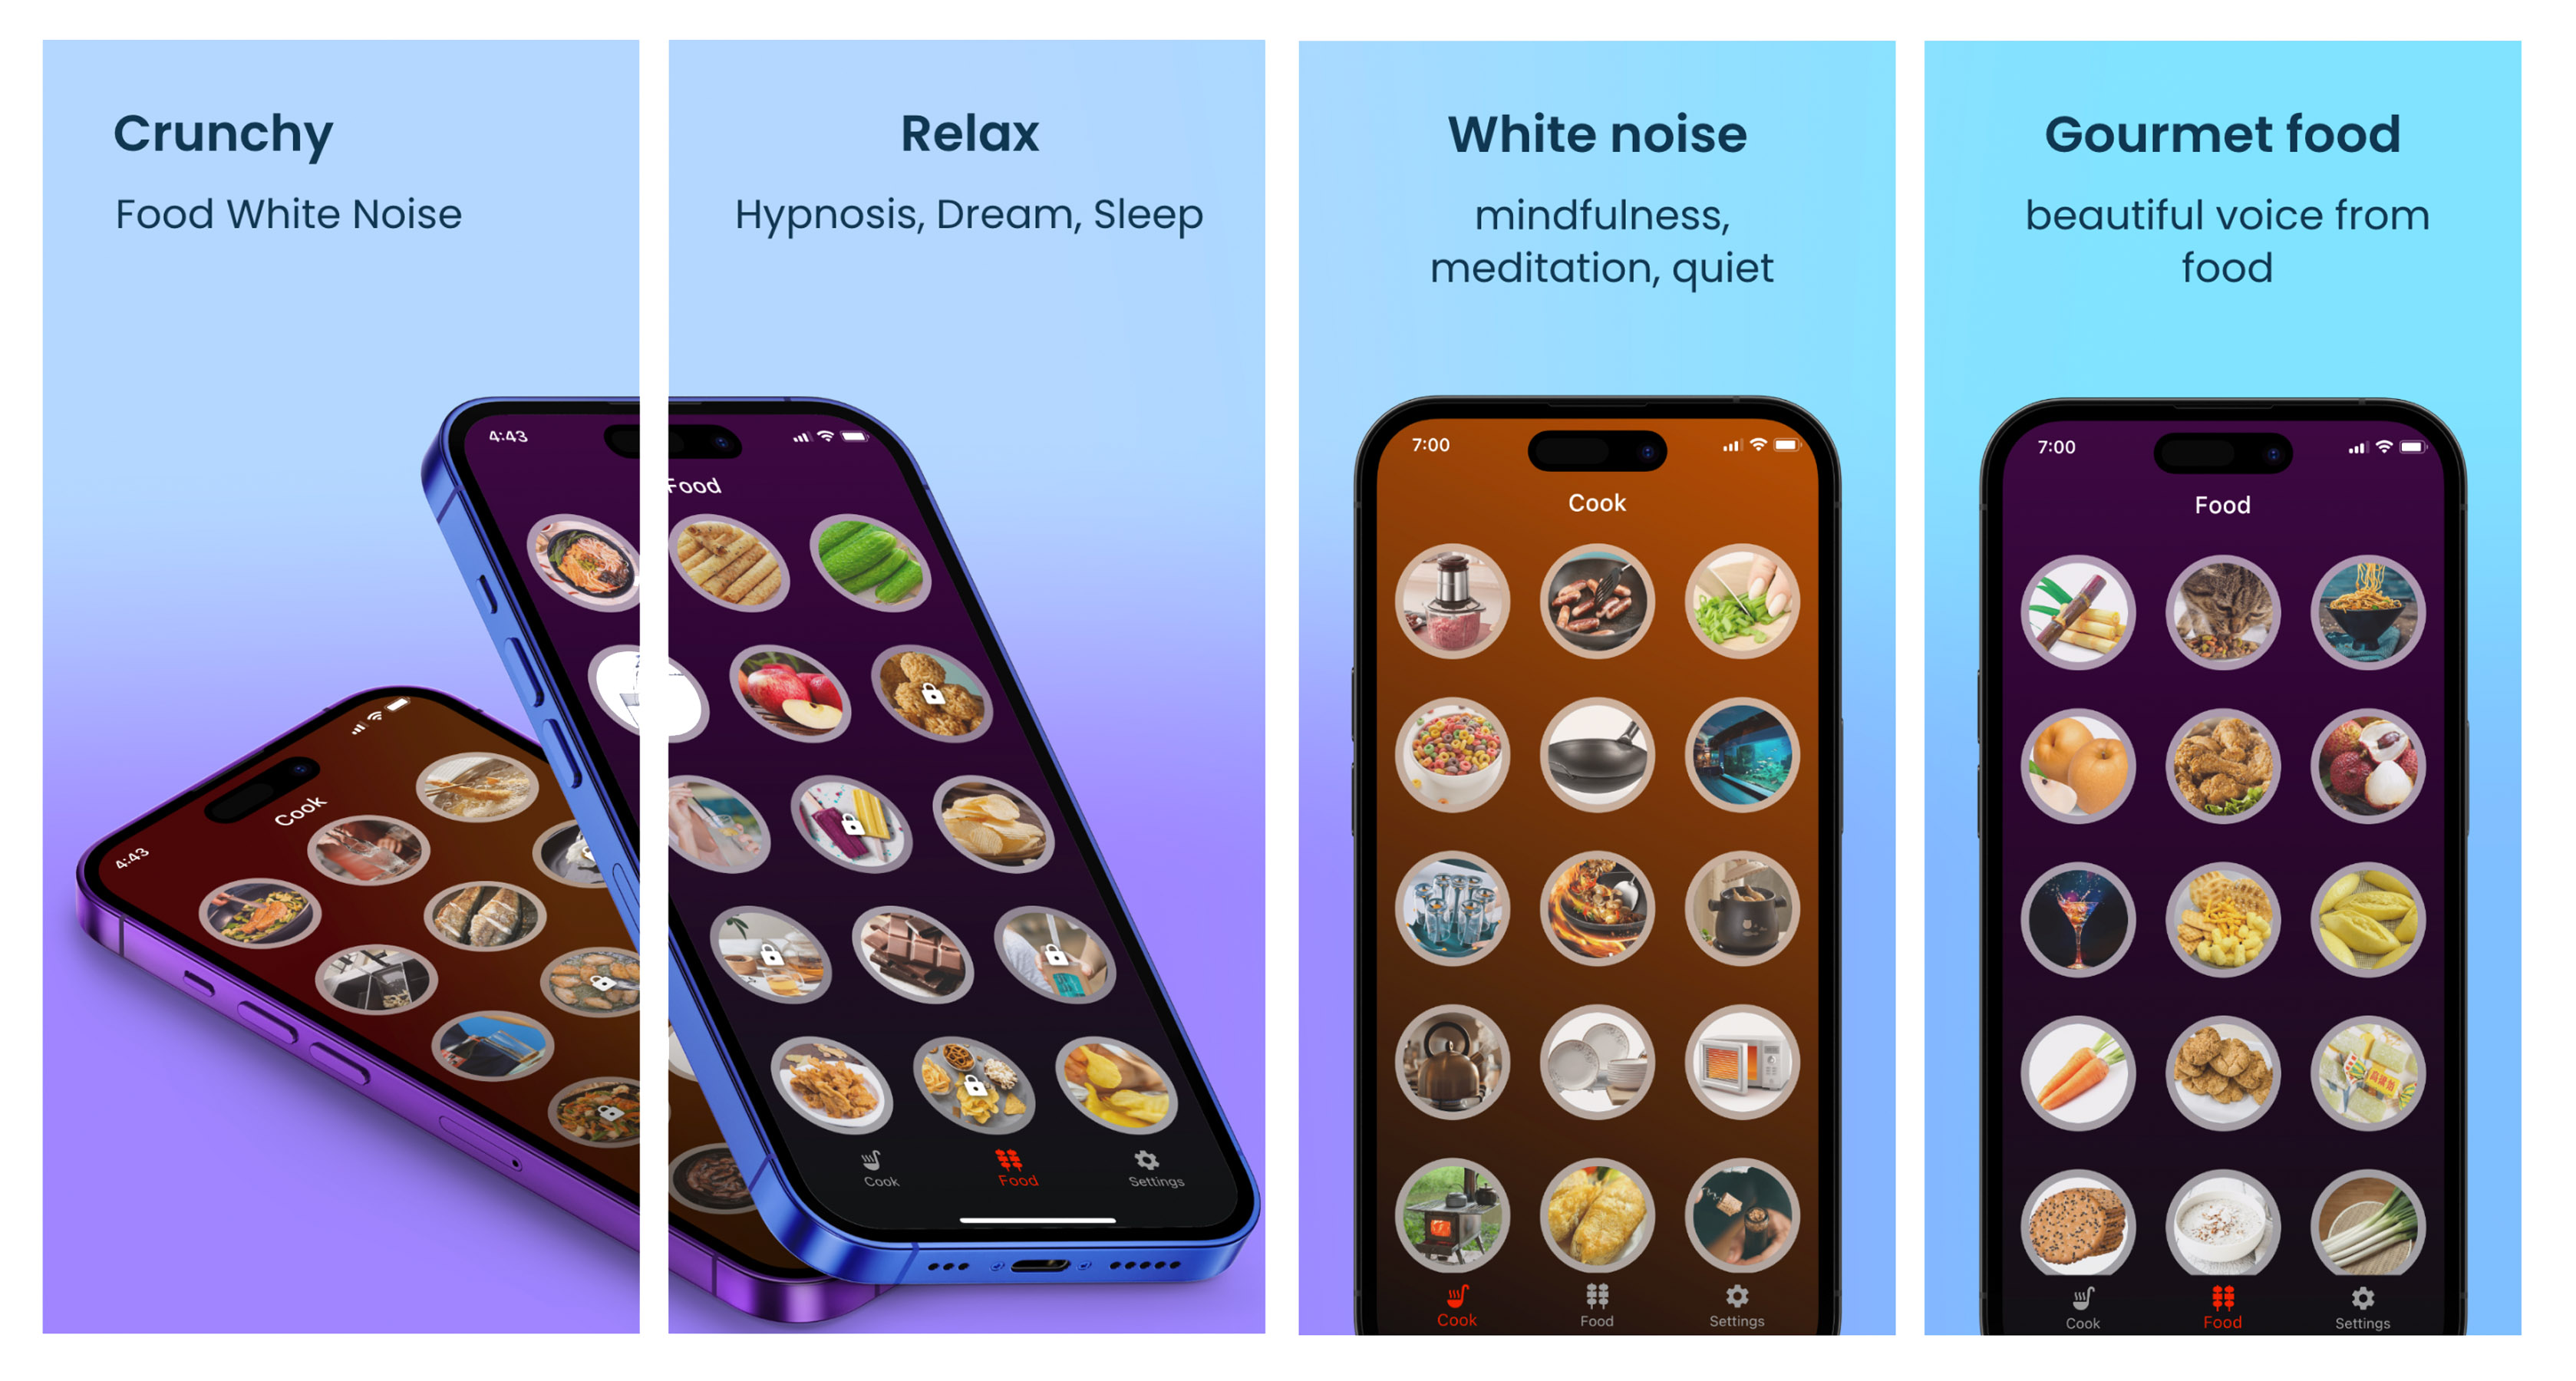 Crunchy
Food White Noise
4:43
Cook
Relax
Hypnosis, Dream, Sleep
4:43
Food
Cook
Food
Settings
White noise
mindfulness,
meditation, quiet
7:00
Cook
Cook
Food
Settings
Gourmet food
beautiful voice from
food
7:00
Food
Cook
Food
Settings